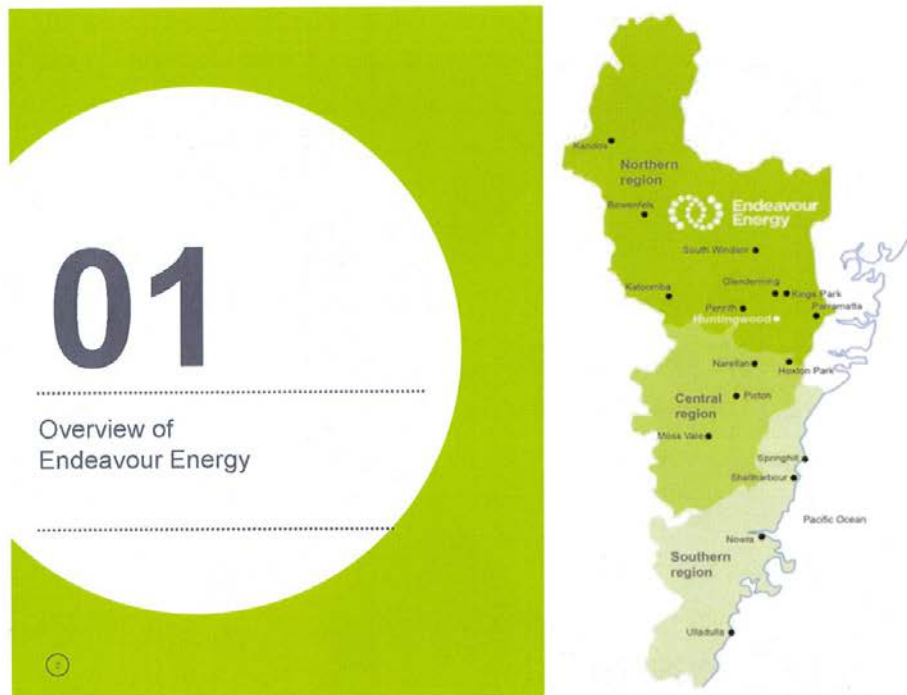 01
Overview of
Endeavour Energy
2
Kandos
Northern
region
Bowenfels
Endeavour
Energy
South Windsor
Glendenning
Katoomba
Kings Park
Penrith
Parramatta
Huntingwood
Narellan
Hoxton Park
Central
region
Picton
Moss Vale
Springhill
Shellharbour
Pacific Ocean
Nowra
Southern
region
Ulladulla